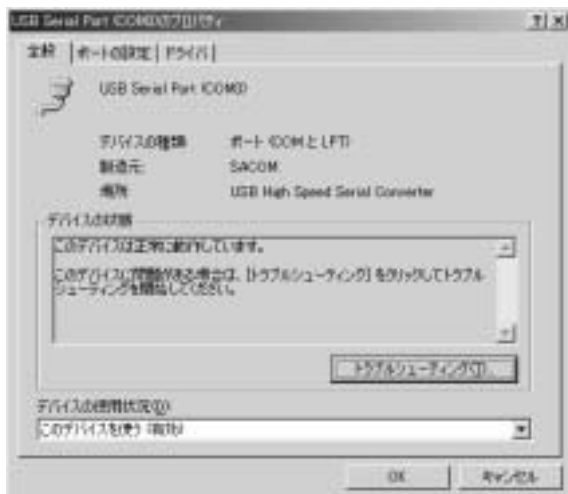 USB Serial Port (COM3)のプロパティ
全般 ポートの設定 ドライバ
USB Serial Port (COM3)
デバイスの種類: ポート (COM と LPT)
製造元: SACOM
場所: USB High Speed Serial Converter
デバイスの状態
このデバイスは正常に動作しています。
このデバイスに問題がある場合は、[トラブルシューティング] をクリックしてトラブル
シューティングを開始してください。
トラブルシューティング(T)...
デバイスの使用状況(D):
このデバイスを使う (有効)
OK キャンセル